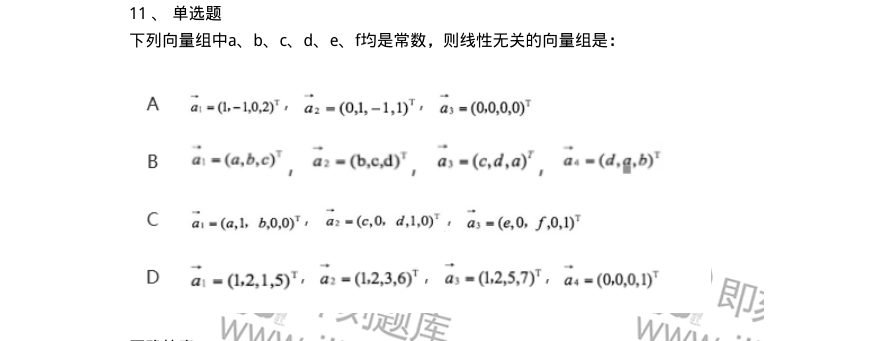 11 、 单选题
下列向量组中a、b、c、d、e、f均是常数，则线性无关的向量组是：
A a₁ = (1,-1,0,2)ᵀ， a₂ = (0,1,-1,1)ᵀ， a₃ = (0,0,0,0)ᵀ
B a₁ = (a,b,c)ᵀ， a₂ = (b,c,d)ᵀ， a₃ = (c,d,a)ᵀ， a₄ = (d,a,b)ᵀ
C a₁ = (a,1, b,0,0)ᵀ， a₂ = (c,0, d,1,0)ᵀ， a₃ = (e,0, f,0,1)ᵀ
D a₁ = (1,2,1,5)ᵀ， a₂ = (1,2,3,6)ᵀ， a₃ = (1,2,5,7)ᵀ， a₄ = (0,0,0,1)ᵀ
题库